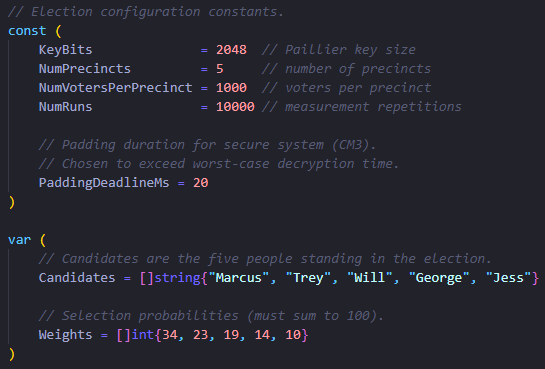 // Election configuration constants.
const (
    KeyBits            = 2048  // Paillier key size
    NumPrecincts       = 5     // number of precincts
    NumVotersPerPrecinct = 1000  // voters per precinct
    NumRuns            = 10000 // measurement repetitions
    // Padding duration for secure system (CM3).
    // Chosen to exceed worst-case decryption time.
    PaddingDeadlineMs = 20
)
var (
    // Candidates are the five people standing in the election.
    Candidates = []string{"Marcus", "Trey", "Will", "George", "Jess"}
    // Selection probabilities (must sum to 100).
    Weights = []int{34, 23, 19, 14, 10}
)